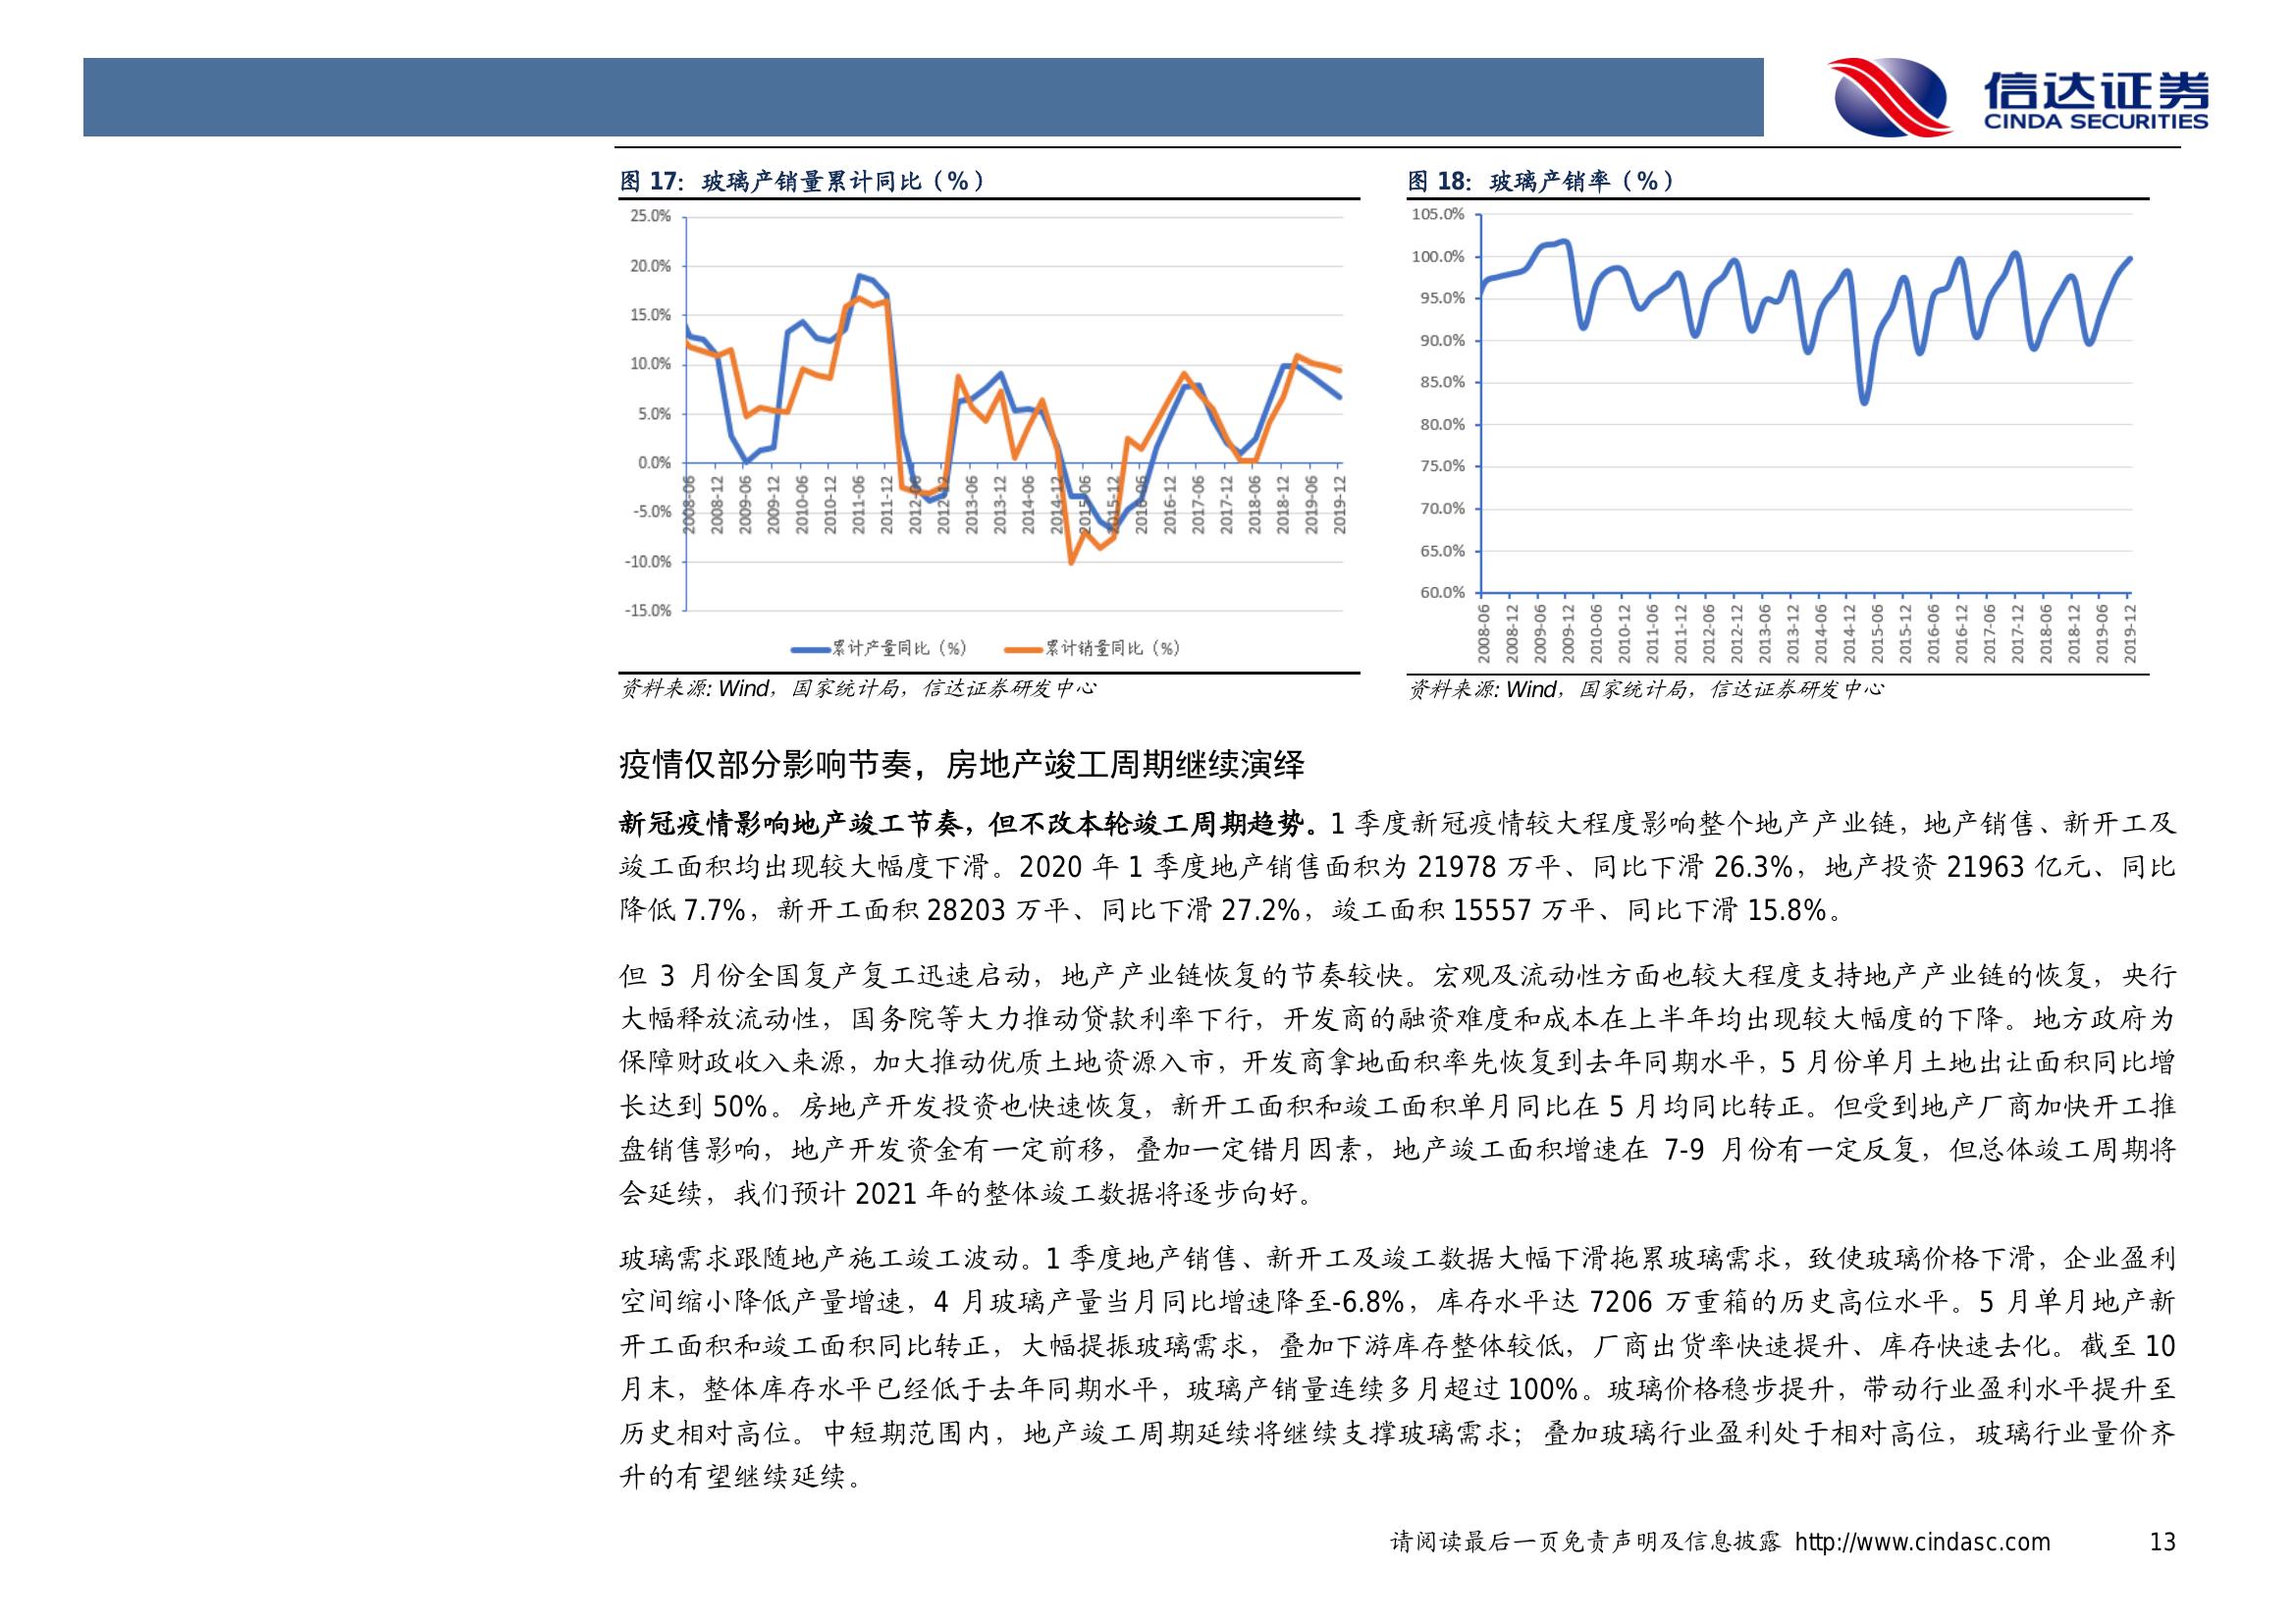 信达证券
CINDA SECURITIES
图 17：玻璃产销量累计同比（%）
25.0%
20.0%
15.0%
10.0%
5.0%
0.0%
-5.0%
-10.0%
-15.0%
2008-06
2008-12
2009-06
2009-12
2010-06
2010-12
2011-06
2011-12
2012-06
2012-12
2013-06
2013-12
2014-06
2014-12
2015-06
2015-12
2016-06
2016-12
2017-06
2017-12
2018-06
2018-12
2019-06
2019-12
累计产量同比（%） 累计销量同比（%）
资料来源: Wind，国家统计局，信达证券研发中心
图 18：玻璃产销率（%）
105.0%
100.0%
95.0%
90.0%
85.0%
80.0%
75.0%
70.0%
65.0%
60.0%
2008-06
2008-12
2009-06
2009-12
2010-06
2010-12
2011-06
2011-12
2012-06
2012-12
2013-06
2013-12
2014-06
2014-12
2015-06
2015-12
2016-06
2016-12
2017-06
2017-12
2018-06
2018-12
2019-06
2019-12
资料来源: Wind，国家统计局，信达证券研发中心
疫情仅部分影响节奏，房地产竣工周期继续演绎
新冠疫情影响地产竣工节奏，但不改本轮竣工周期趋势。1 季度新冠疫情较大程度影响整个地产产业链，地产销售、新开工及
竣工面积均出现较大幅度下滑。2020 年 1 季度地产销售面积为 21978 万平、同比下滑 26.3%，地产投资 21963 亿元、同比
降低 7.7%，新开工面积 28203 万平、同比下滑 27.2%，竣工面积 15557 万平、同比下滑 15.8%。
但 3 月份全国复产复工迅速启动，地产产业链恢复的节奏较快。宏观及流动性方面也较大程度支持地产产业链的恢复，央行
大幅释放流动性，国务院等大力推动贷款利率下行，开发商的融资难度和成本在上半年均出现较大幅度的下降。地方政府为
保障财政收入来源，加大推动优质土地资源入市，开发商拿地面积率先恢复到去年同期水平，5 月份单月土地出让面积同比增
长达到 50%。房地产开发投资也快速恢复，新开工面积和竣工面积单月同比在 5 月均同比转正。但受到地产厂商加快开工推
盘销售影响，地产开发资金有一定前移，叠加一定错月因素，地产竣工面积增速在 7-9 月份有一定反复，但总体竣工周期将
会延续，我们预计 2021 年的整体竣工数据将逐步向好。
玻璃需求跟随地产施工竣工波动。1 季度地产销售、新开工及竣工数据大幅下滑拖累玻璃需求，致使玻璃价格下滑，企业盈利
空间缩小降低产量增速，4 月玻璃产量当月同比增速降至-6.8%，库存水平达 7206 万重箱的历史高位水平。5 月单月地产新
开工面积和竣工面积同比转正，大幅提振玻璃需求，叠加下游库存整体较低，厂商出货率快速提升、库存快速去化。截至 10
月末，整体库存水平已经低于去年同期水平，玻璃产销量连续多月超过 100%。玻璃价格稳步提升，带动行业盈利水平提升至
历史相对高位。中短期范围内，地产竣工周期延续将继续支撑玻璃需求；叠加玻璃行业盈利处于相对高位，玻璃行业量价齐
升的有望继续延续。
请阅读最后一页免责声明及信息披露 http://www.cindasc.com 13